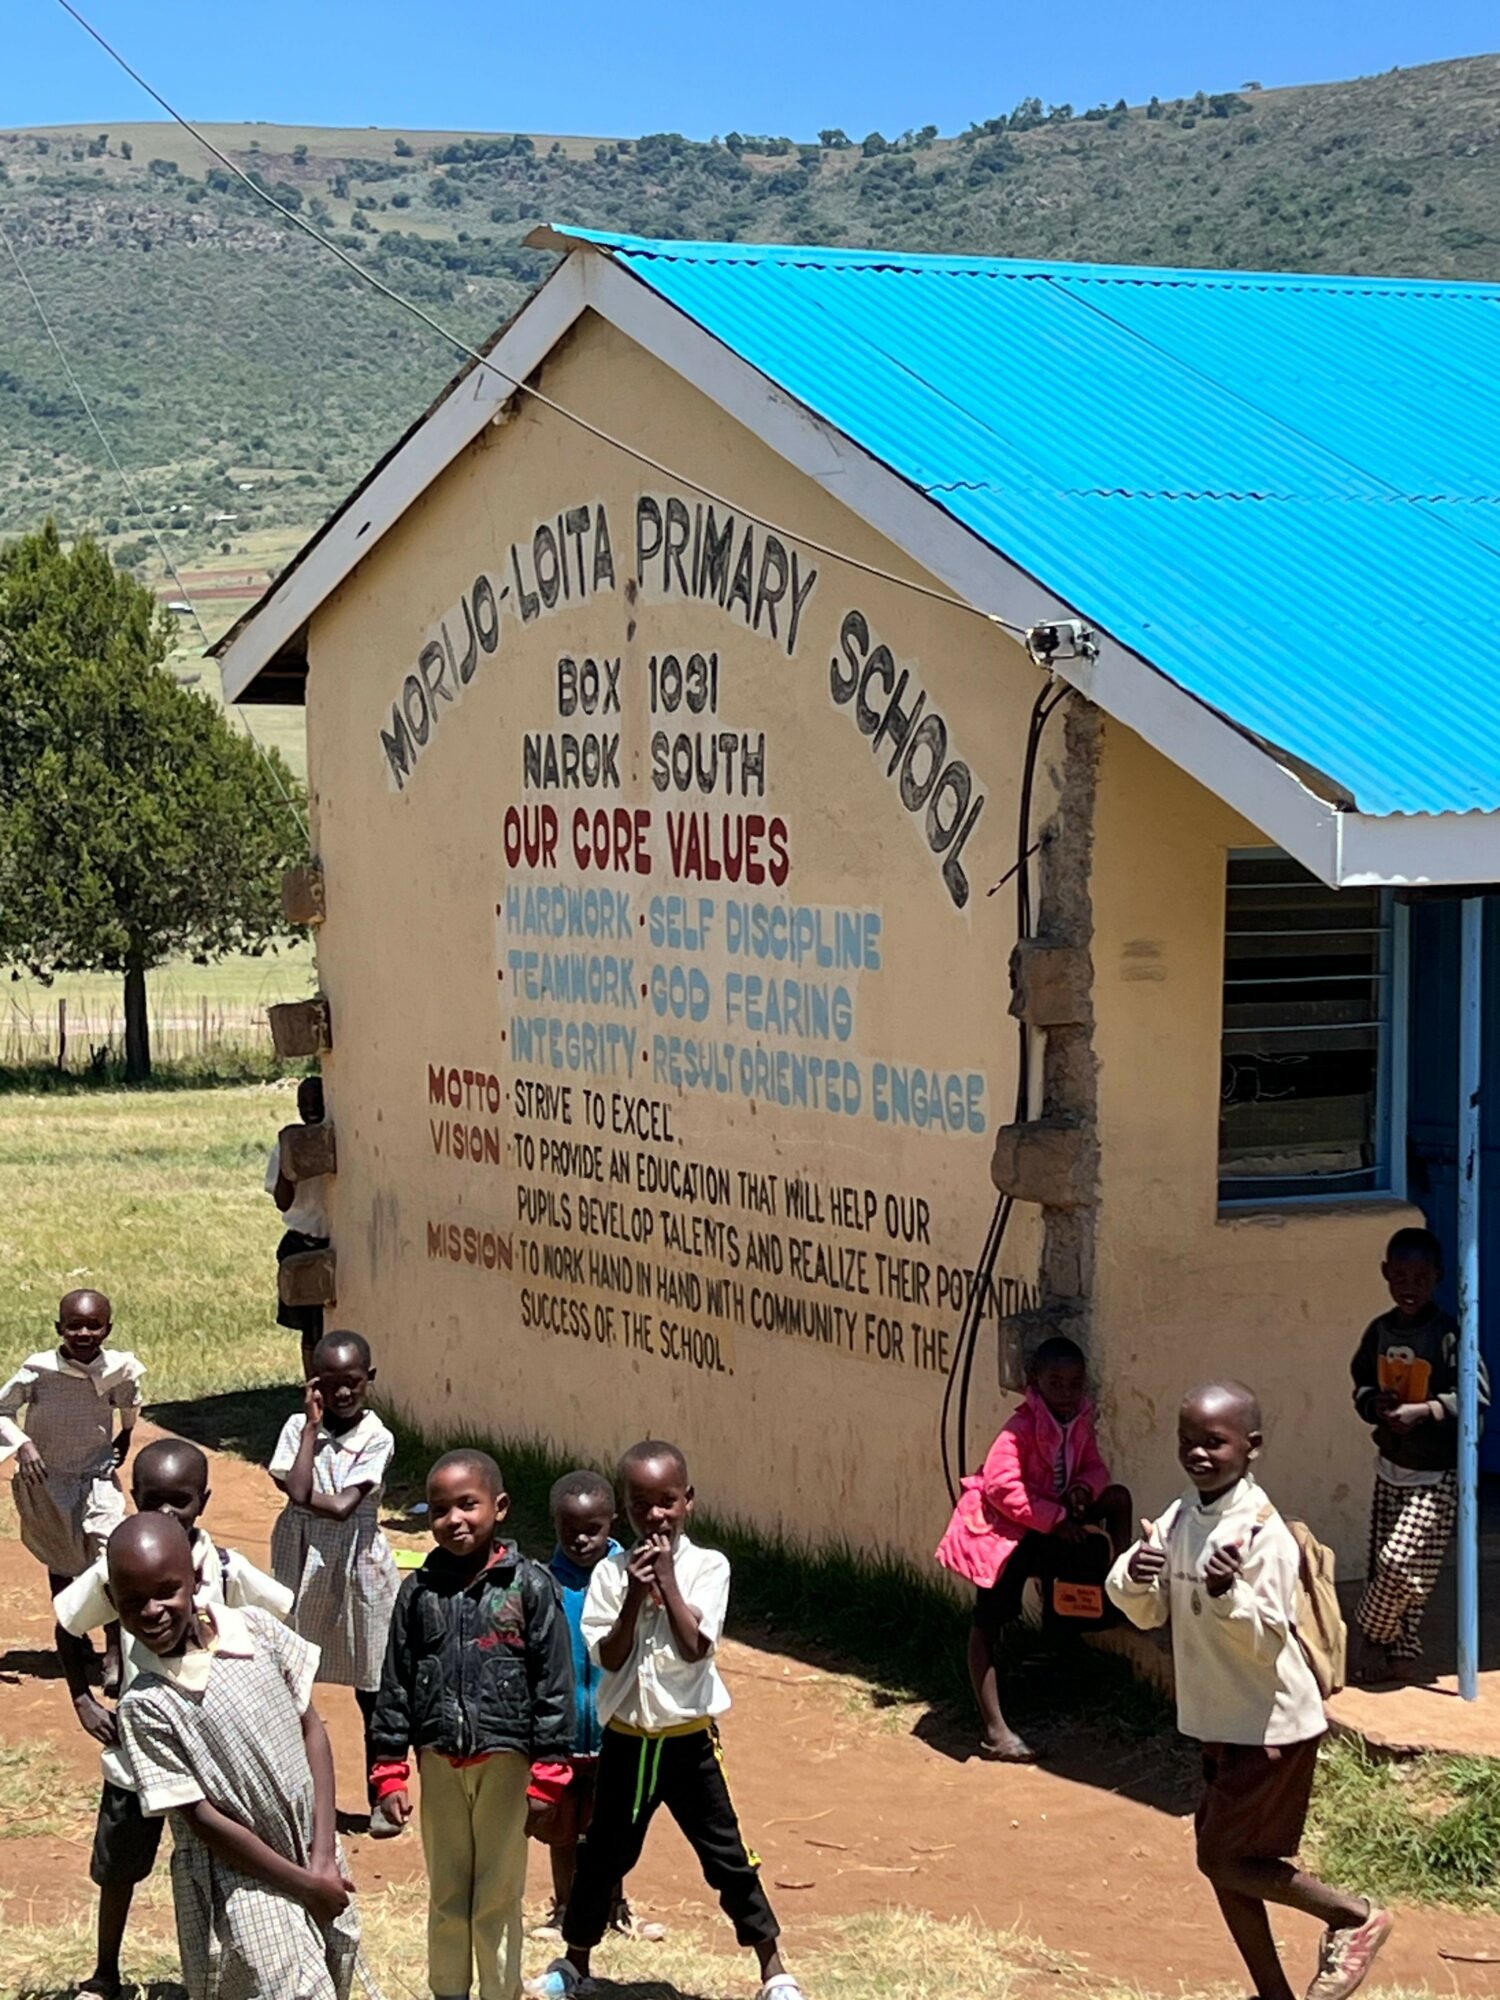 MORIJO-LOITA PRIMARY SCHOOL
BOX 1031
NAROK SOUTH
OUR CORE VALUES
• HARDWORK • SELF DISCIPLINE
• TEAMWORK • GOD FEARING
• INTEGRITY • RESULT ORIENTED ENGAGE
MOTTO • STRIVE TO EXCEL.
VISION • TO PROVIDE AN EDUCATION THAT WILL HELP OUR
PUPILS DEVELOP TALENTS AND REALIZE THEIR POTENTIAL
MISSION • TO WORK HAND IN HAND WITH COMMUNITY FOR THE
SUCCESS OF THE SCHOOL.